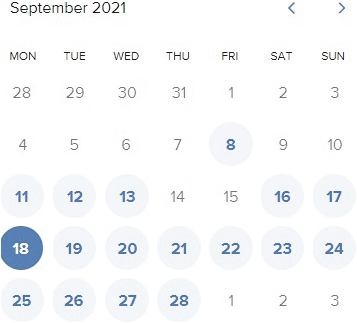 September 2021
MON TUE WED THU FRI SAT SUN
28 29 30 31 1 2 3
4 5 6 7 8 9 10
11 12 13 14 15 16 17
18 19 20 21 22 23 24
25 26 27 28 1 2 3